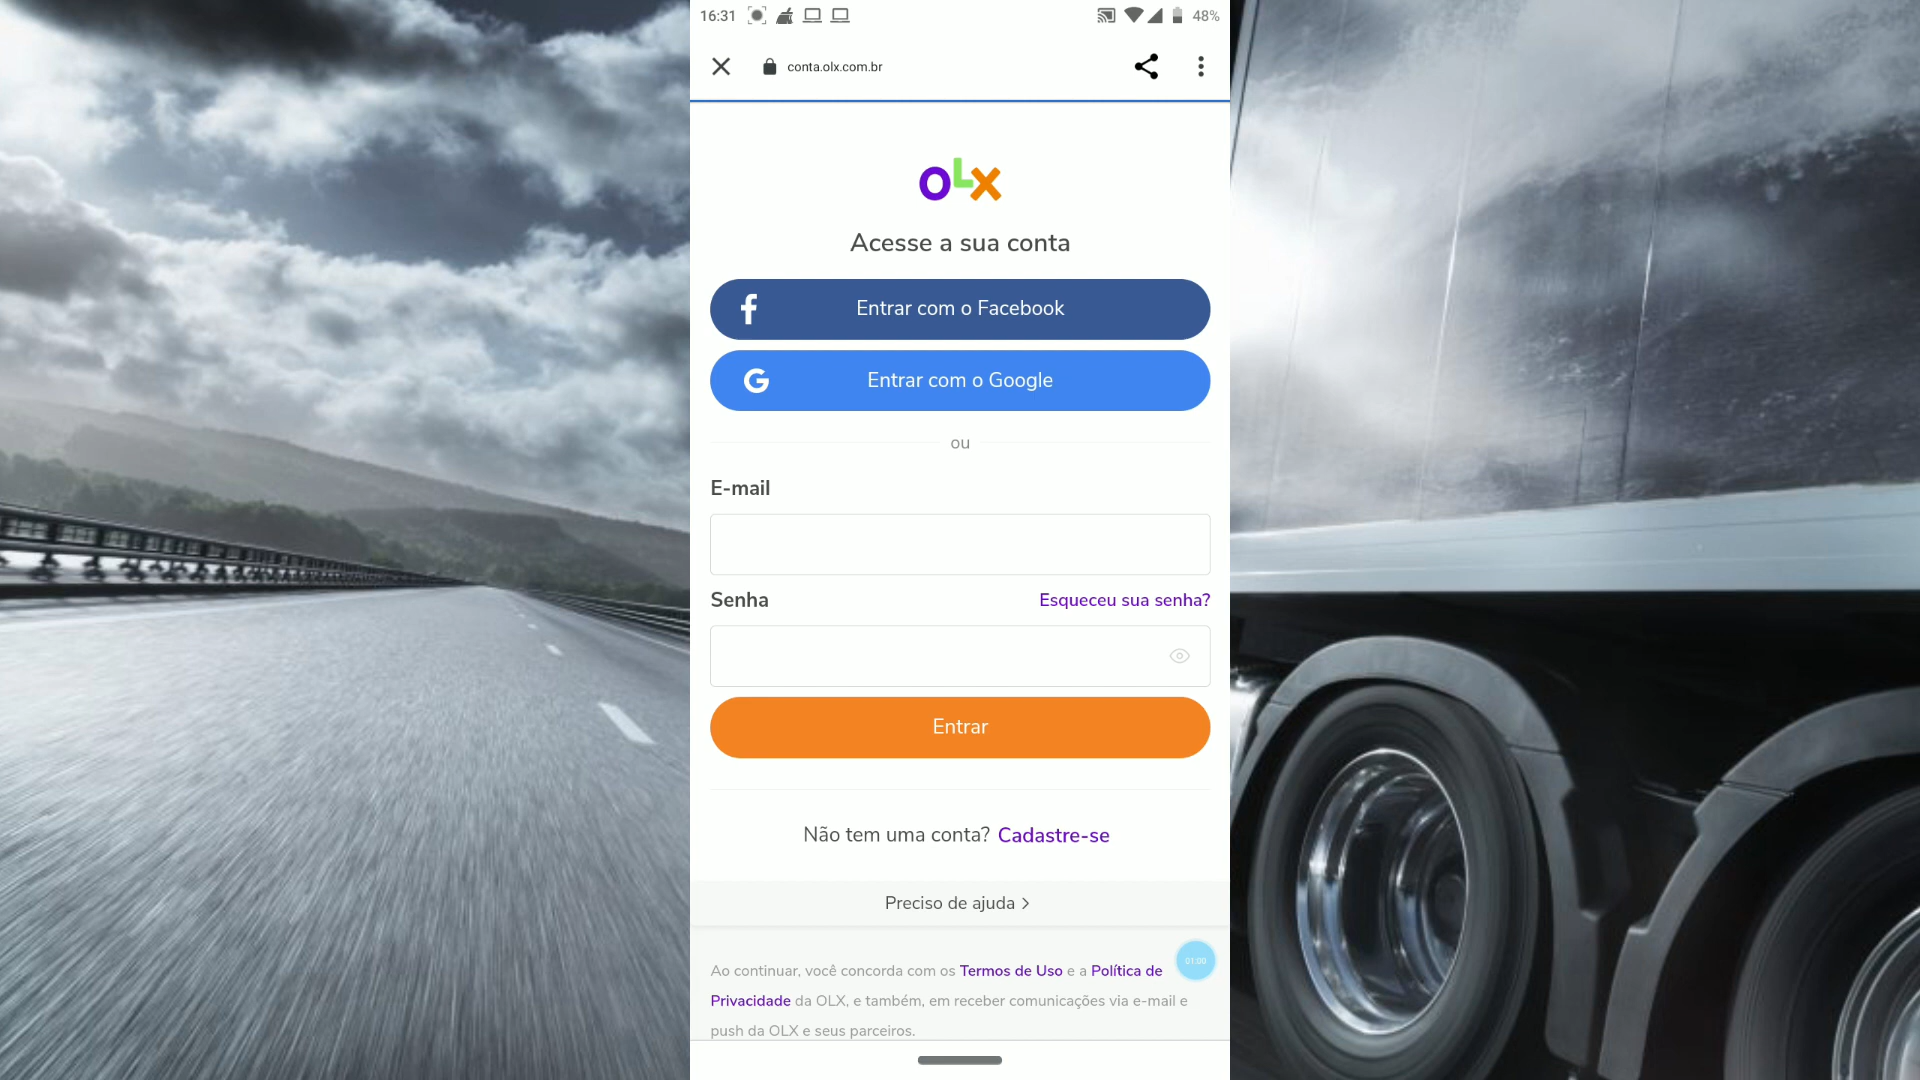 16:31
48%
conta.olx.com.br
OLX
Acesse a sua conta
Entrar com o Facebook
Entrar com o Google
ou
E-mail
Senha
Esqueceu sua senha?
Entrar
Não tem uma conta? Cadastre-se
Preciso de ajuda
01:00
Ao continuar, você concorda com os Termos de Uso e a Política de
Privacidade da OLX, e também, em receber comunicações via e-mail e
push da OLX e seus parceiros.